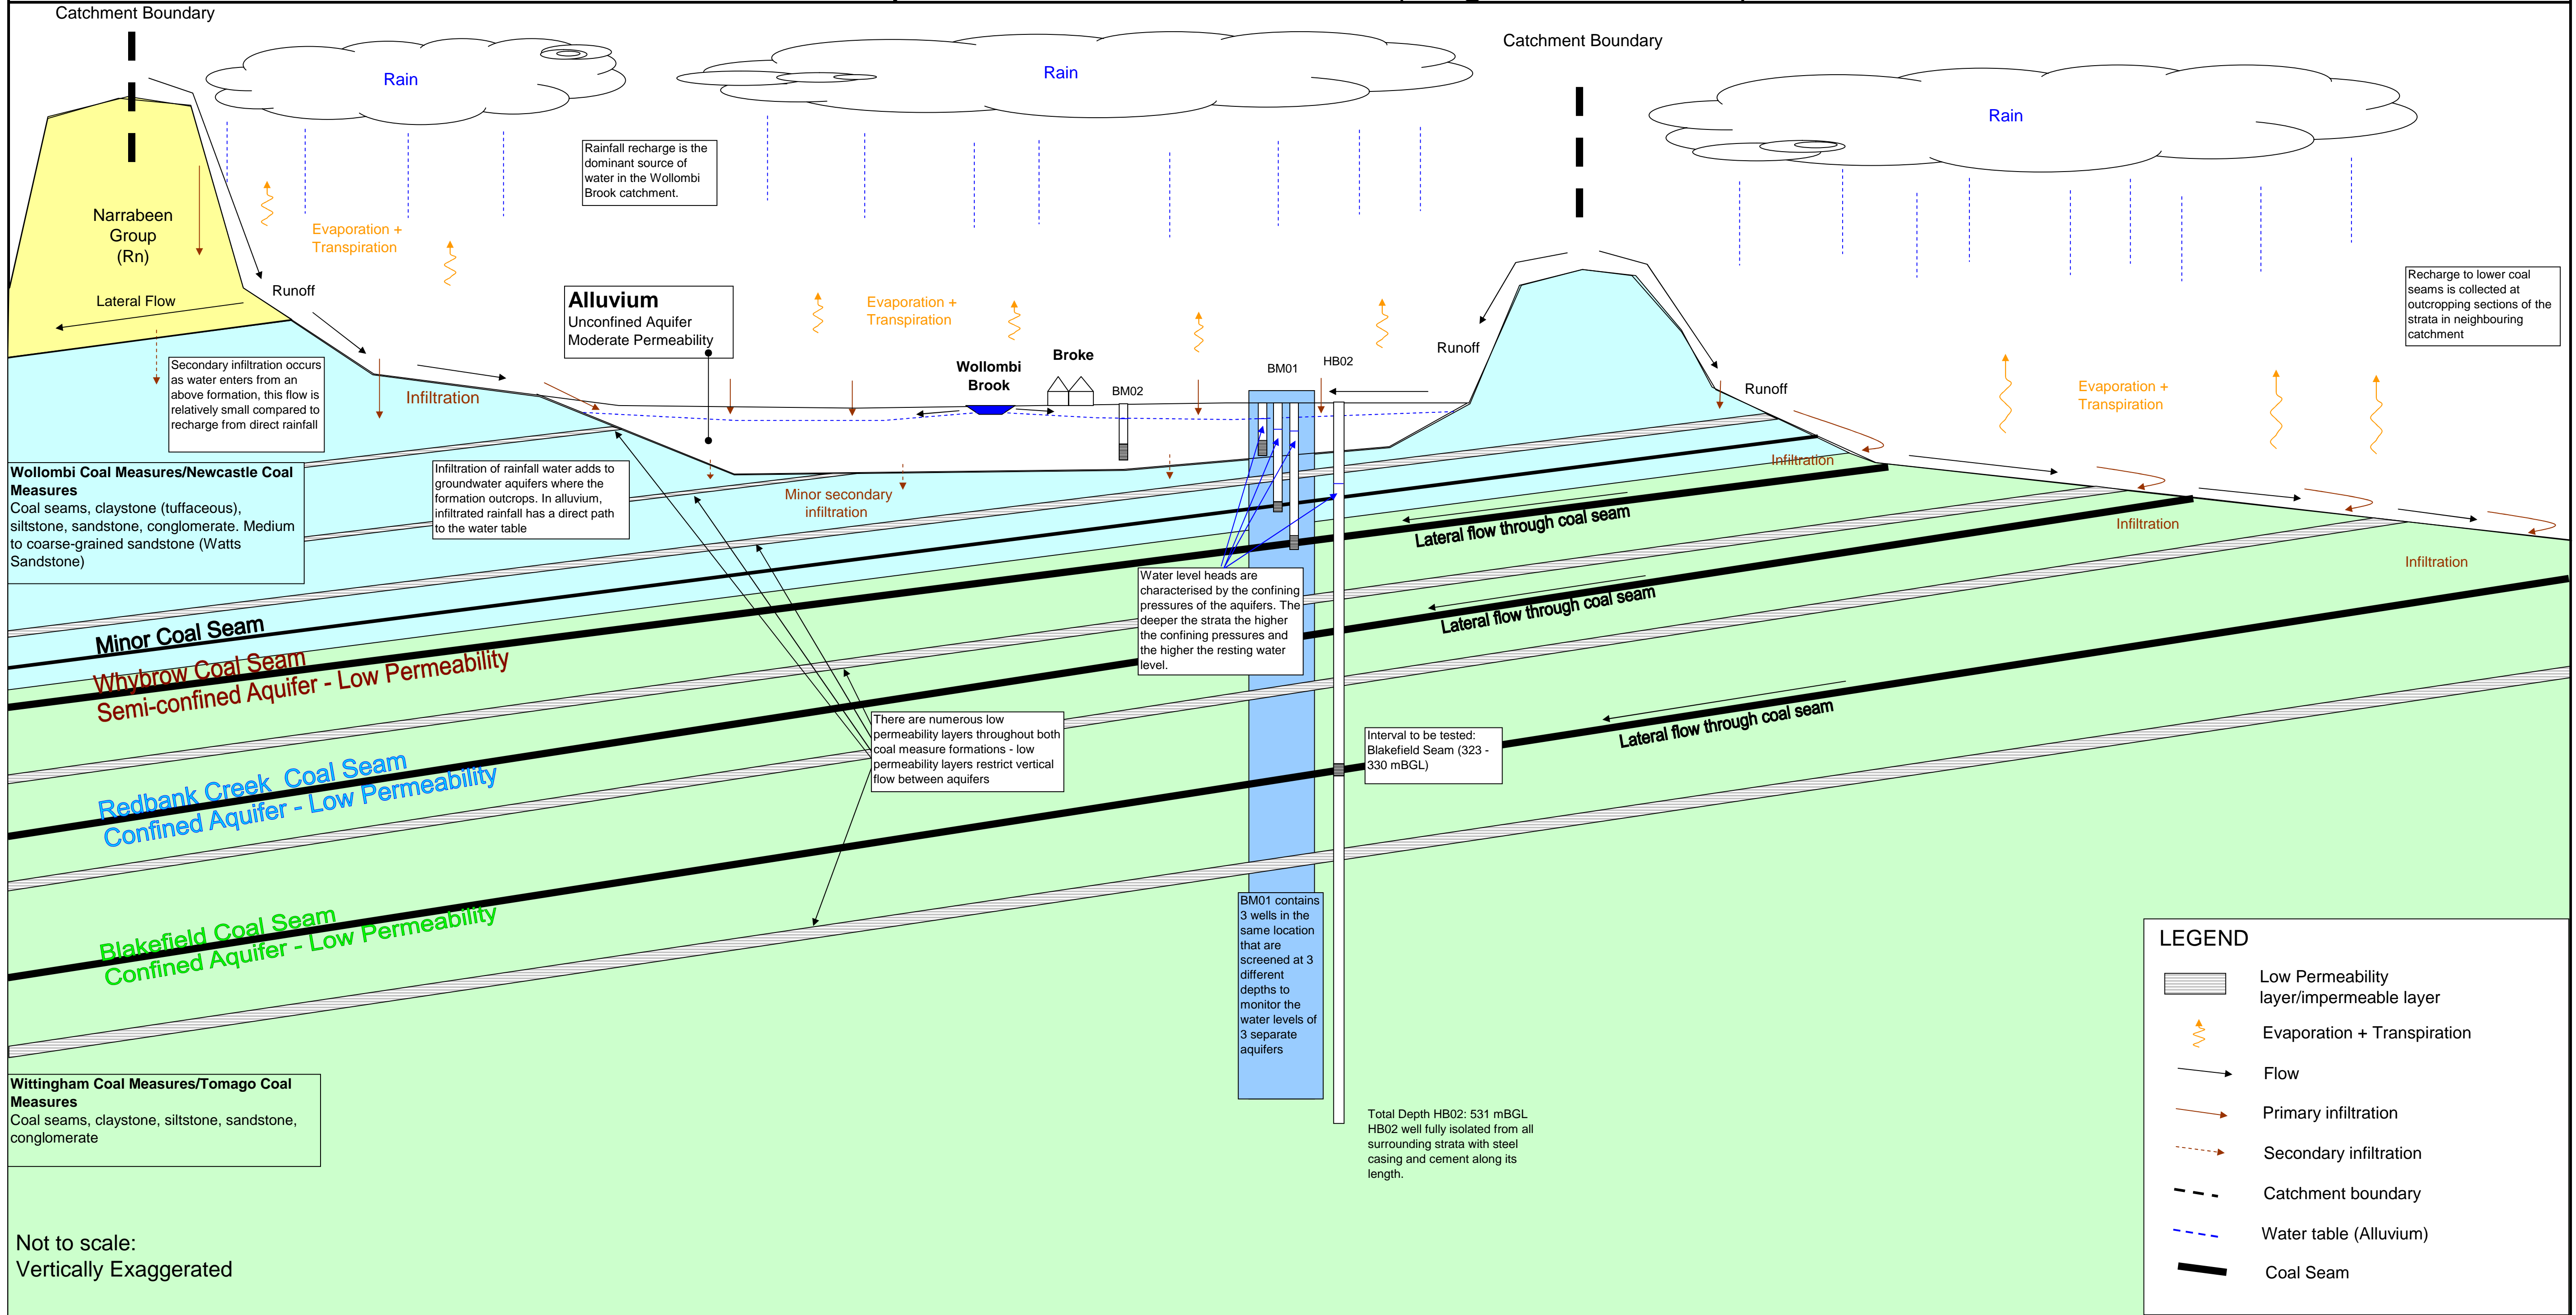 Catchment Boundary
Catchment Boundary
Rain
Rain
Rain
Rainfall recharge is the
dominant source of
water in the Wollombi
Brook catchment.
Narrabeen
Group
(Rn)
Lateral Flow
Evaporation +
Transpiration
Runoff
Alluvium
Unconfined Aquifer
Moderate Permeability
Evaporation +
Transpiration
Recharge to lower coal
seams is collected at
outcropping sections of the
strata in neighbouring
catchment
Secondary infiltration occurs
as water enters from an
above formation, this flow is
relatively small compared to
recharge from direct rainfall
Infiltration
Wollombi
Brook
Broke
BM02
BM01
HB02
Runoff
Runoff
Evaporation +
Transpiration
Wollombi Coal Measures/Newcastle Coal
Measures
Coal seams, claystone (tuffaceous),
siltstone, sandstone, conglomerate. Medium
to coarse-grained sandstone (Watts
Sandstone)
Infiltration of rainfall water adds to
groundwater aquifers where the
formation outcrops. In alluvium,
infiltrated rainfall has a direct path
to the water table
Minor secondary
infiltration
Infiltration
Infiltration
Infiltration
Lateral flow through coal seam
Lateral flow through coal seam
Lateral flow through coal seam
Water level heads are
characterised by the confining
pressures of the aquifers. The
deeper the strata the higher
the confining pressures and
the higher the resting water
level.
Minor Coal Seam
Whybrow Coal Seam
Semi-confined Aquifer - Low Permeability
There are numerous low
permeability layers throughout both
coal measure formations - low
permeability layers restrict vertical
flow between aquifers
Interval to be tested:
Blakefield Seam (323 -
330 mBGL)
Redbank Creek Coal Seam
Confined Aquifer - Low Permeability
Blakefield Coal Seam
Confined Aquifer - Low Permeability
BM01 contains
3 wells in the
same location
that are
screened at 3
different
depths to
monitor the
water levels of
3 separate
aquifers
Wittingham Coal Measures/Tomago Coal
Measures
Coal seams, claystone, siltstone, sandstone,
conglomerate
Total Depth HB02: 531 mBGL
HB02 well fully isolated from all
surrounding strata with steel
casing and cement along its
length.
Not to scale:
Vertically Exaggerated
LEGEND
Low Permeability
layer/impermeable layer
Evaporation + Transpiration
Flow
Primary infiltration
Secondary infiltration
Catchment boundary
Water table (Alluvium)
Coal Seam